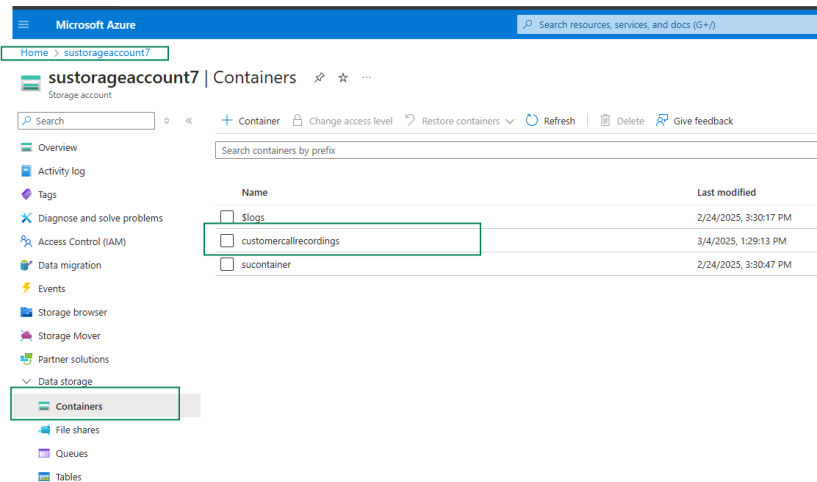 Microsoft Azure
Search resources, services, and docs (G+/)
Home > sustorageaccount7
sustorageaccount7 | Containers
Storage account
Search
Container
Change access level
Restore containers
Refresh
Delete
Give feedback
Search containers by prefix
Overview
Activity log
Tags
Diagnose and solve problems
Access Control (IAM)
Data migration
Events
Storage browser
Storage Mover
Partner solutions
Data storage
Containers
File shares
Queues
Tables
Name Last modified
$logs 2/24/2025, 3:30:17 PM
customercallrecordings 3/4/2025, 1:29:13 PM
sucontainer 2/24/2025, 3:30:47 PM